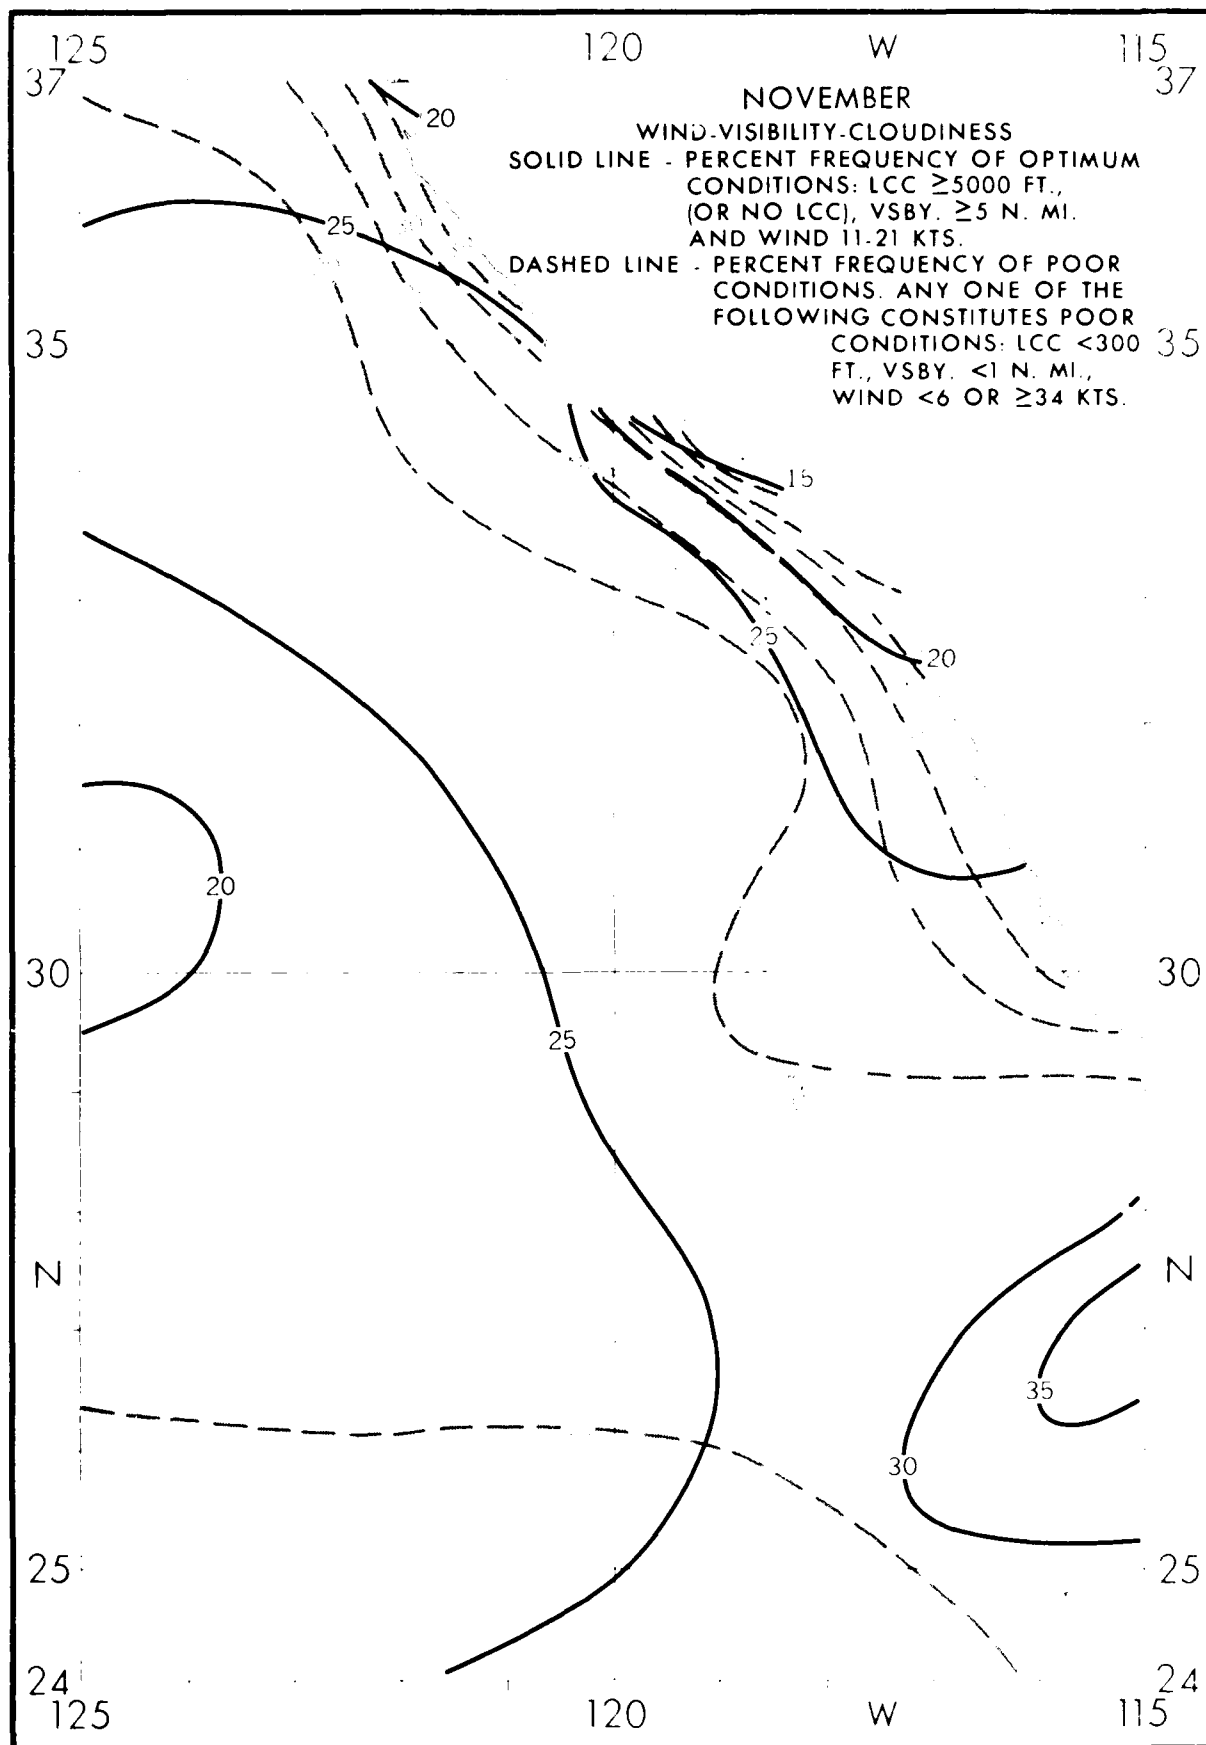 125 120 W 115
37 37
NOVEMBER
WIND-VISIBILITY-CLOUDINESS
SOLID LINE - PERCENT FREQUENCY OF OPTIMUM
CONDITIONS: LCC ≥5000 FT.,
(OR NO LCC), VSBY. ≥5 N. MI.
AND WIND 11-21 KTS.
DASHED LINE - PERCENT FREQUENCY OF POOR
CONDITIONS. ANY ONE OF THE
FOLLOWING CONSTITUTES POOR
CONDITIONS: LCC <300
FT., VSBY. <1 N. MI.,
WIND <6 OR ≥34 KTS.
20
25
35 35
15
25
20
20
30 30
25
N N
35
30
25 25
24 24
125 120 W 115